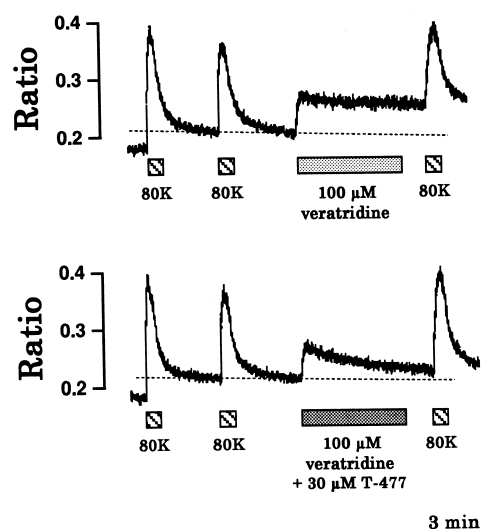 Ratio
0.4
0.3
0.2
80K
80K
100 µM
veratridine
80K
Ratio
0.4
0.3
0.2
80K
80K
100 µM
veratridine
+ 30 µM T-477
80K
3 min